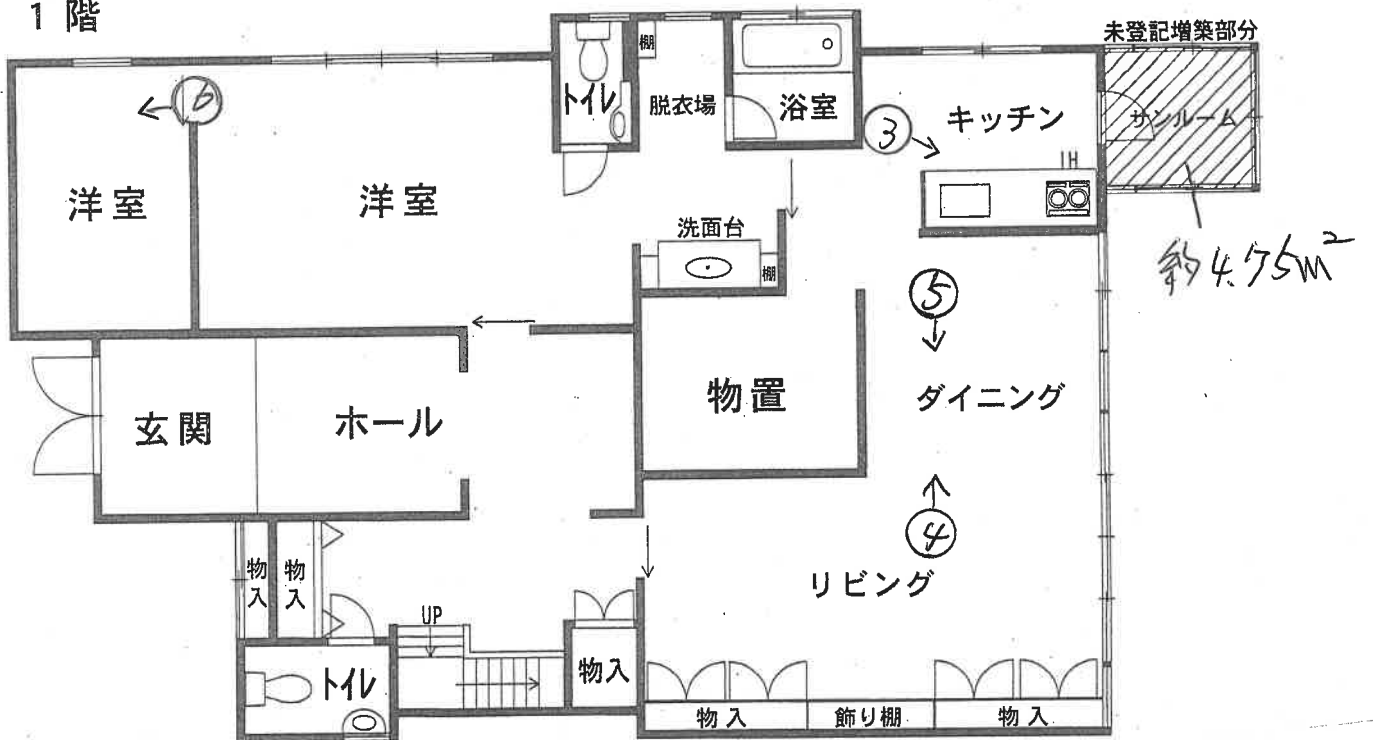 1階
未登記増築部分
棚
⑥
トイレ
脱衣場
浴室
③
キッチン
サンルーム
IH
洋室
洋室
洗面台
棚
約4.75m²
⑤
物置
ダイニング
玄関
ホール
④
物入
物入
リビング
UP
トイレ
物入
物入
飾り棚
物入